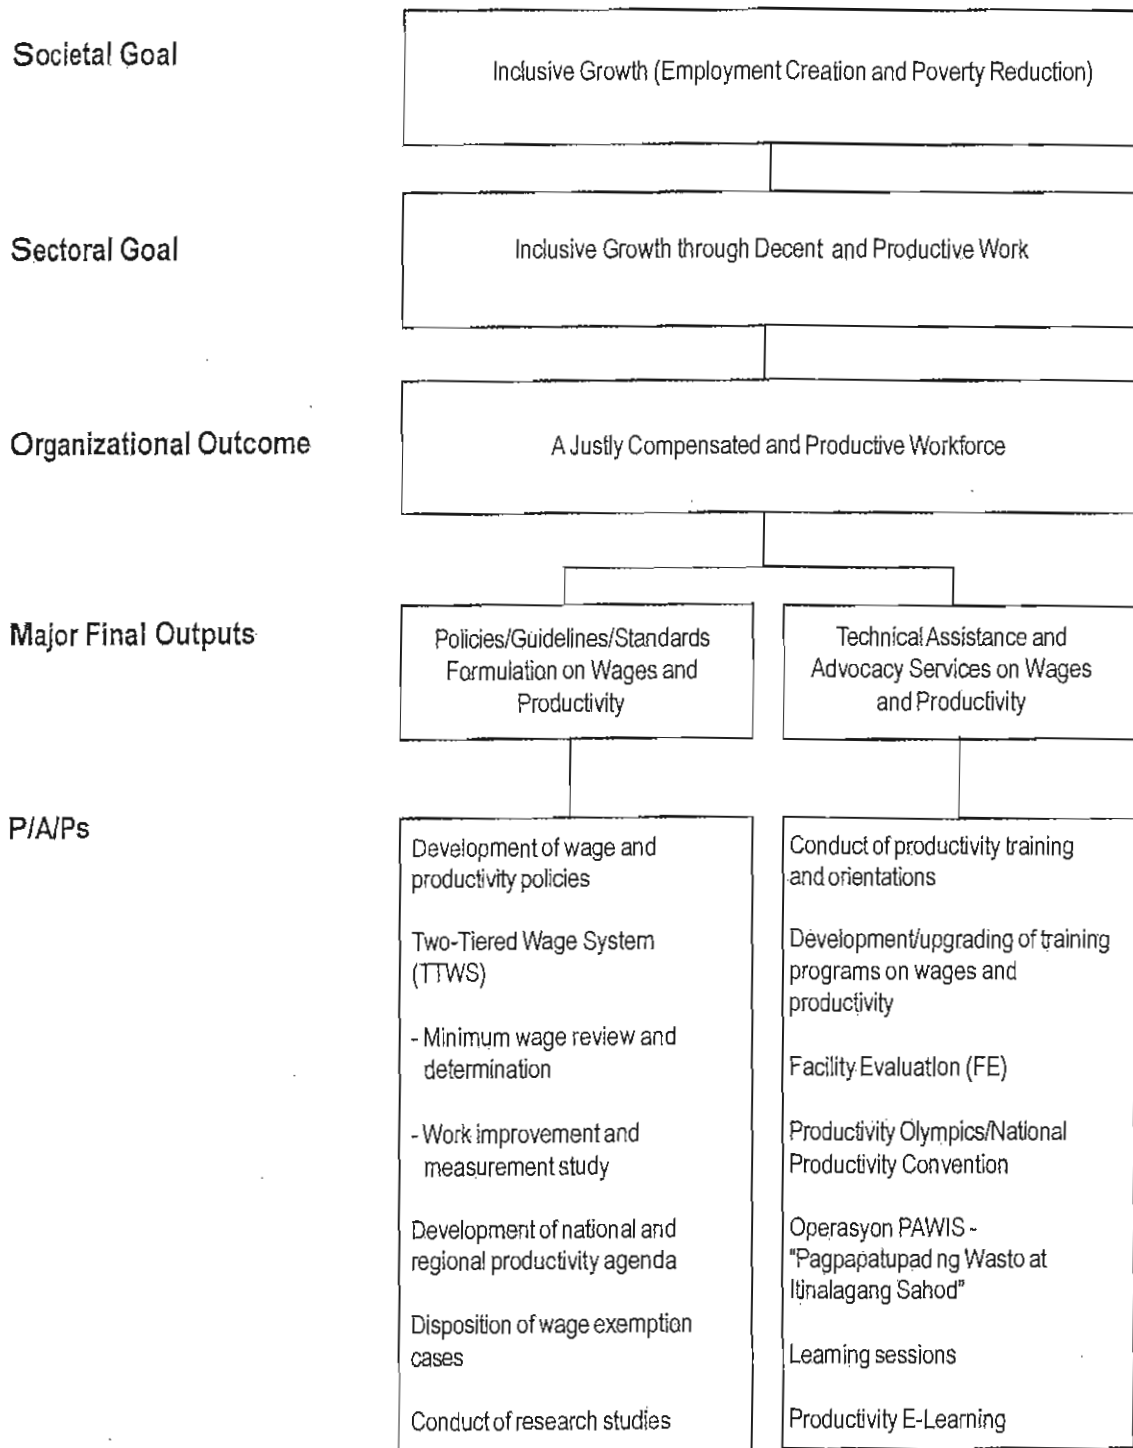 Societal Goal
Inclusive Growth (Employment Creation and Poverty Reduction)
Sectoral Goal
Inclusive Growth through Decent and Productive Work
Organizational Outcome
A Justly Compensated and Productive Workforce
Major Final Outputs
Policies/Guidelines/Standards
Formulation on Wages and
Productivity
Technical Assistance and
Advocacy Services on Wages
and Productivity
P/A/Ps
Development of wage and
productivity policies
Two-Tiered Wage System
(TTWS)
- Minimum wage review and
determination
- Work improvement and
measurement study
Development of national and
regional productivity agenda
Disposition of wage exemption
cases
Conduct of research studies
Conduct of productivity training
and orientations
Development/upgrading of training
programs on wages and
productivity
Facility Evaluation (FE)
Productivity Olympics/National
Productivity Convention
Operasyon PAWIS -
"Pagpapatupad ng Wasto at
Itinalagang Sahod"
Learning sessions
Productivity E-Learning